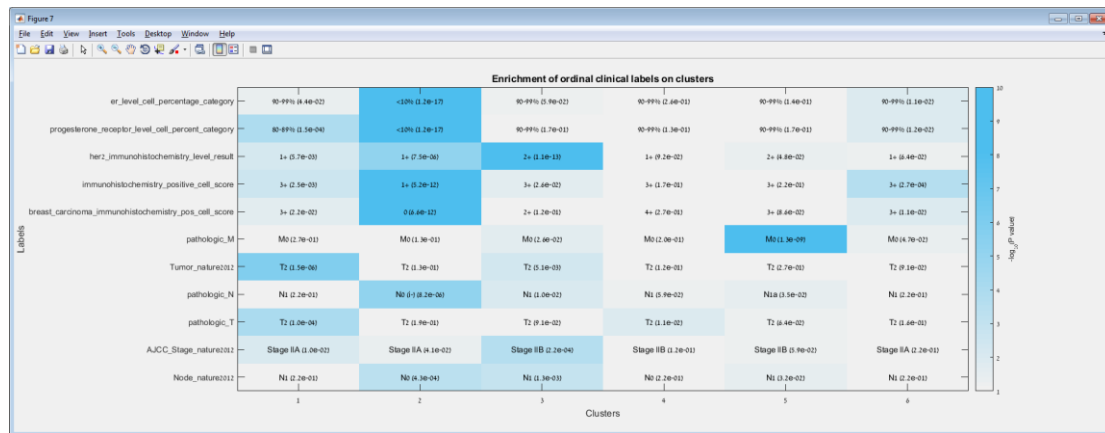 Figure 7
File Edit View Insert Tools Desktop Window Help
Enrichment of ordinal clinical labels on clusters
er_level_cell_percentage_category 90-99% (4.4e-02) <10% (1.2e-17) 90-99% (5.9e-02) 90-99% (2.6e-01) 90-99% (1.4e-01) 90-99% (1.1e-02) 10
progesterone_receptor_level_cell_percent_category 80-89% (1.5e-04) <10% (1.2e-17) 90-99% (1.7e-01) 90-99% (1.3e-01) 90-99% (1.7e-01) 90-99% (1.2e-02) 9
her2_immunohistochemistry_level_result 1+ (3.7e-03) 1+ (7.5e-06) 2+ (1.1e-13) 1+ (9.2e-02) 2+ (4.8e-02) 1+ (6.4e-02) 8
immunohistochemistry_positive_cell_score 3+ (2.5e-03) 1+ (5.2e-12) 3+ (2.6e-02) 3+ (1.7e-01) 3+ (2.2e-01) 3+ (2.7e-04) 7
breast_carcinoma_immunohistochemistry_pos_cell_score 3+ (2.2e-02) 0 (6.6e-12) 2+ (1.2e-01) 4+ (2.7e-01) 3+ (8.6e-02) 3+ (1.1e-02) 6
pathologic_M M0 (2.7e-01) M0 (1.3e-01) M0 (2.6e-02) M0 (2.0e-01) M0 (1.3e-09) M0 (4.7e-02) 5
Tumor_nature2012 T2 (1.5e-06) T2 (1.3e-01) T2 (5.1e-03) T2 (1.2e-01) T2 (2.7e-01) T2 (9.1e-02) 4
pathologic_N N1 (2.2e-01) N0 (i-) (8.2e-06) N1 (1.0e-02) N1 (5.9e-02) N1a (3.5e-02) N1 (2.2e-01) 3
pathologic_T T2 (1.0e-04) T2 (1.9e-01) T2 (9.1e-02) T2 (1.1e-02) T2 (6.4e-02) T2 (1.6e-01)
AJCC_Stage_nature2012 Stage IIA (1.0e-02) Stage IIA (4.1e-02) Stage IIB (2.2e-04) Stage IIB (1.2e-01) Stage IIB (5.9e-02) Stage IIA (2.2e-01) 2
Node_nature2012 N1 (2.2e-01) N0 (4.3e-04) N1 (1.3e-03) N0 (2.2e-01) N1 (3.2e-02) N1 (2.2e-01) 1
1 2 3 4 5 6
Clusters
Labels
-log10(P value)